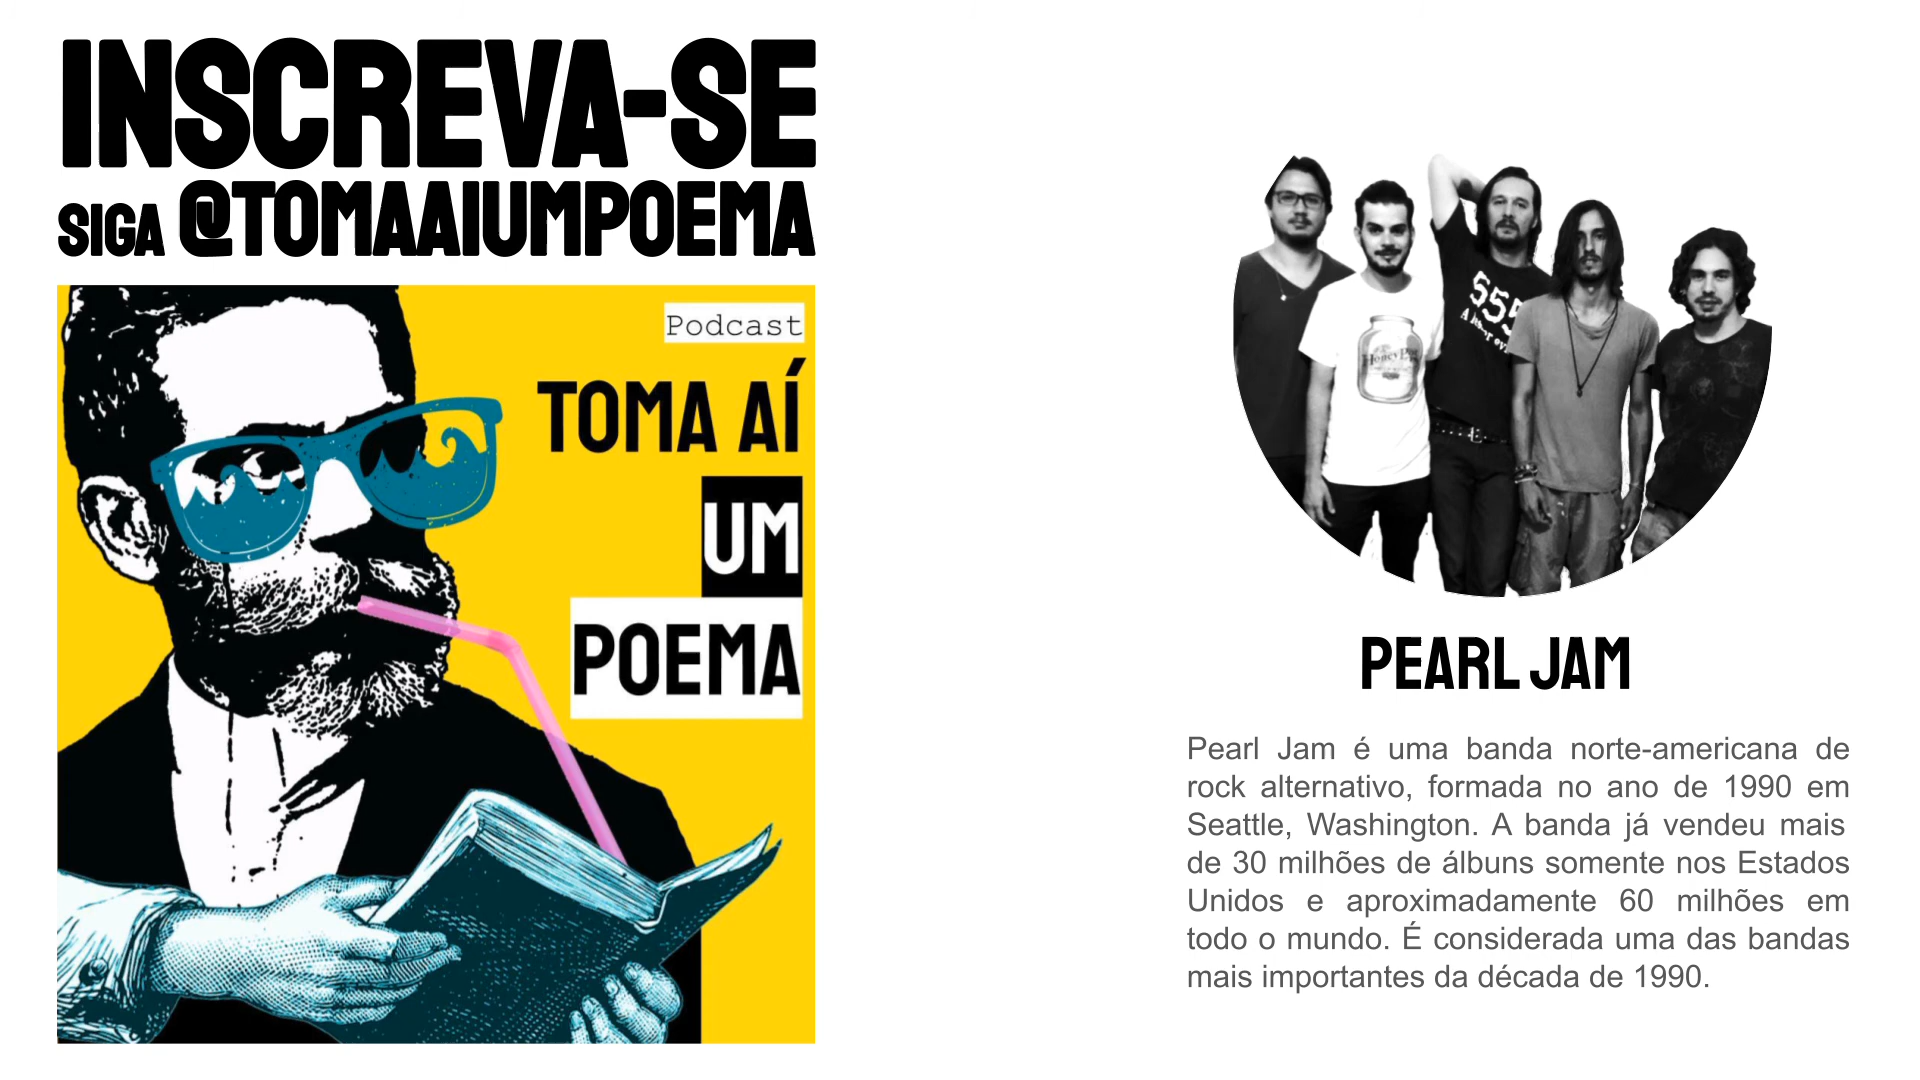 INSCREVA-SE
SIGA @TOMAAIUMPOEMA
Podcast
TOMA AÍ
UM
POEMA
555
HoneyPot
PEARL JAM
Pearl Jam é uma banda norte-americana de
rock alternativo, formada no ano de 1990 em
Seattle, Washington. A banda já vendeu mais
de 30 milhões de álbuns somente nos Estados
Unidos e aproximadamente 60 milhões em
todo o mundo. É considerada uma das bandas
mais importantes da década de 1990.